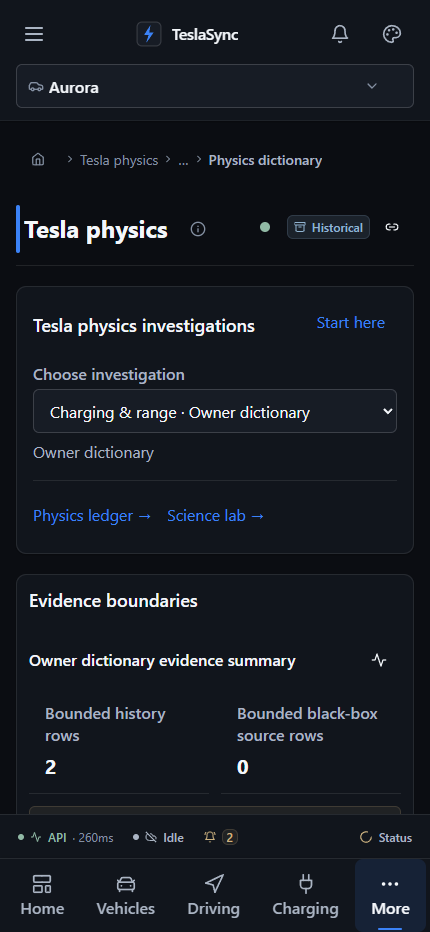 TeslaSync
Aurora
Tesla physics
...
Physics dictionary
Tesla physics
Historical
Tesla physics investigations
Start here
Choose investigation
Charging & range · Owner dictionary
Owner dictionary
Physics ledger →
Science lab →
Evidence boundaries
Owner dictionary evidence summary
Bounded history
rows
2
Bounded black-box
source rows
0
API · 260ms
Idle
2
Status
Home
Vehicles
Driving
Charging
More